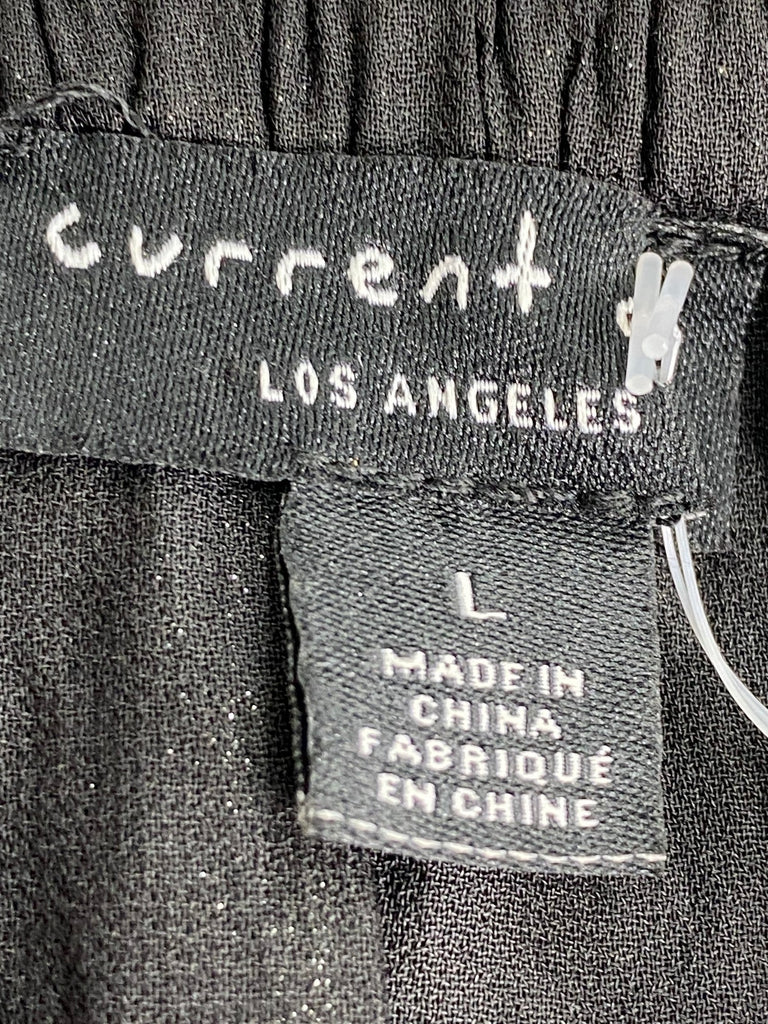 current
LOS ANGELES
L
MADE IN
CHINA
FABRIQUÉ
EN CHINE